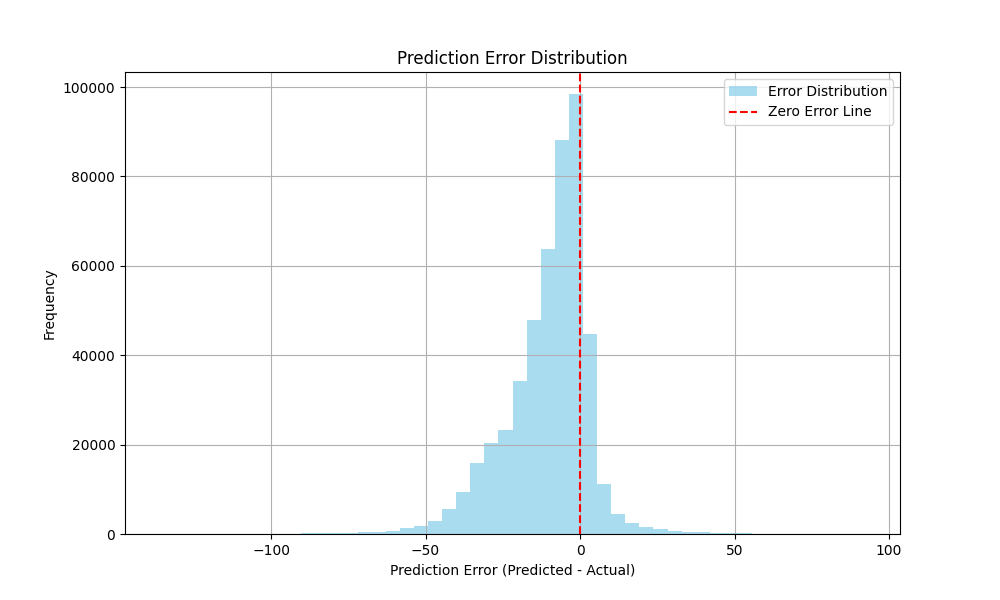 Prediction Error Distribution
Error Distribution
Zero Error Line
100000
80000
60000
40000
20000
0
Frequency
−100
−50
0
50
100
Prediction Error (Predicted - Actual)